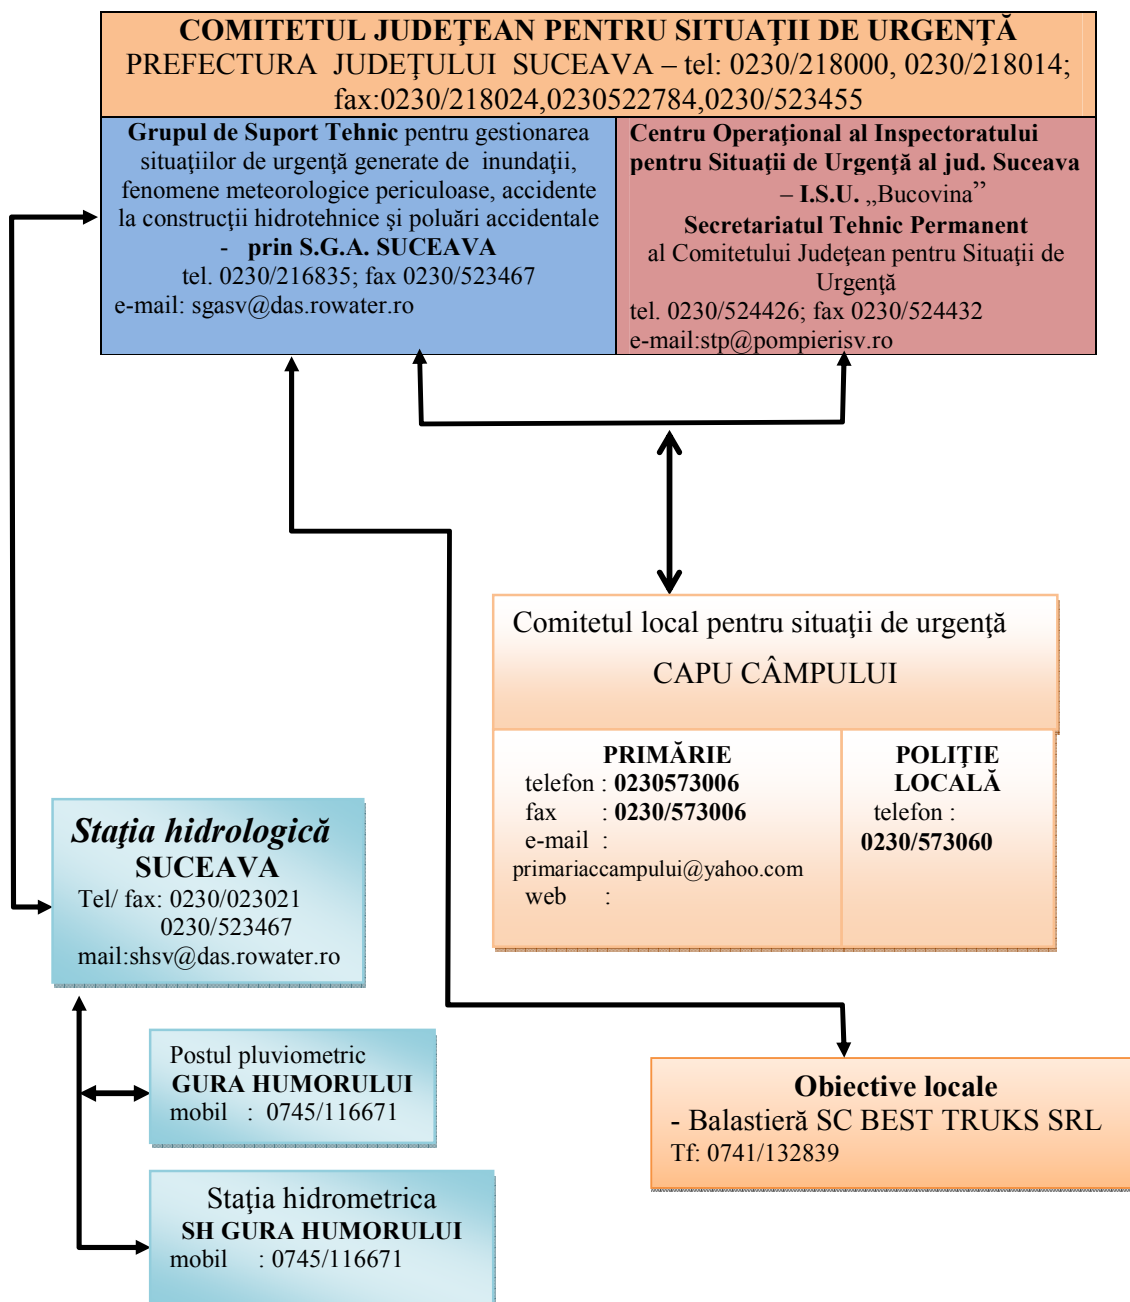 COMITETUL JUDEŢEAN PENTRU SITUAŢII DE URGENŢĂ
PREFECTURA JUDEŢULUI SUCEAVA – tel: 0230/218000, 0230/218014;
fax:0230/218024,0230522784,0230/523455
Grupul de Suport Tehnic pentru gestionarea
situaţiilor de urgenţă generate de inundaţii,
fenomene meteorologice periculoase, accidente
la construcţii hidrotehnice și poluări accidentale
- prin S.G.A. SUCEAVA
tel. 0230/216835; fax 0230/523467
e-mail: sgasv@das.rowater.ro
Centru Operaţional al Inspectoratului
pentru Situaţii de Urgenţă al jud. Suceava
– I.S.U. „Bucovina”
Secretariatul Tehnic Permanent
al Comitetului Judeţean pentru Situaţii de
Urgenţă
tel. 0230/524426; fax 0230/524432
e-mail:stp@pompierisv.ro
Comitetul local pentru situaţii de urgenţă
CAPU CÂMPULUI
PRIMĂRIE
telefon : 0230573006
fax : 0230/573006
e-mail :
primariaccampului@yahoo.com
web :
POLIŢIE
LOCALĂ
telefon :
0230/573060
Staţia hidrologică
SUCEAVA
Tel/ fax: 0230/023021
0230/523467
mail:shsv@das.rowater.ro
Postul pluviometric
GURA HUMORULUI
mobil : 0745/116671
Staţia hidrometrica
SH GURA HUMORULUI
mobil : 0745/116671
Obiective locale
- Balastieră SC BEST TRUKS SRL
Tf: 0741/132839